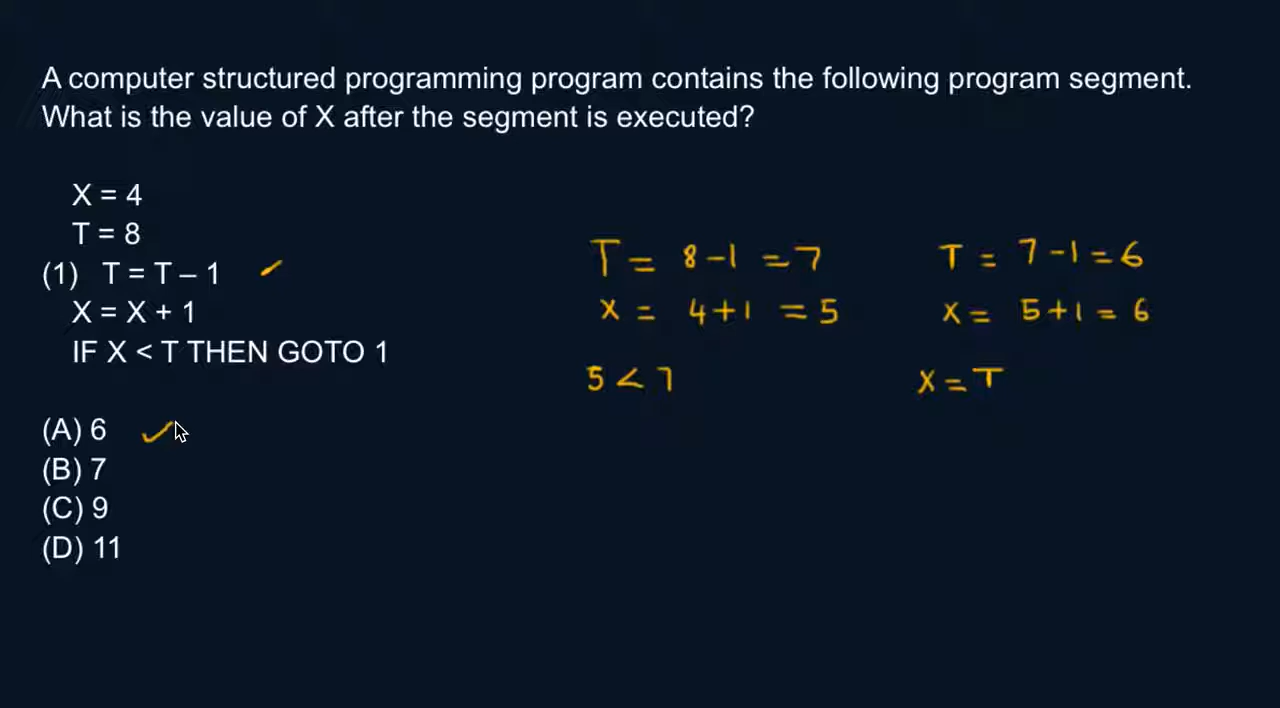 A computer structured programming program contains the following program segment.
What is the value of X after the segment is executed?
X = 4
T = 8
(1) T = T – 1
X = X + 1
IF X < T THEN GOTO 1
(A) 6
(B) 7
(C) 9
(D) 11
T = 8 - 1 = 7
X = 4 + 1 = 5
5 < 7
T = 7 - 1 = 6
X = 5 + 1 = 6
X = T